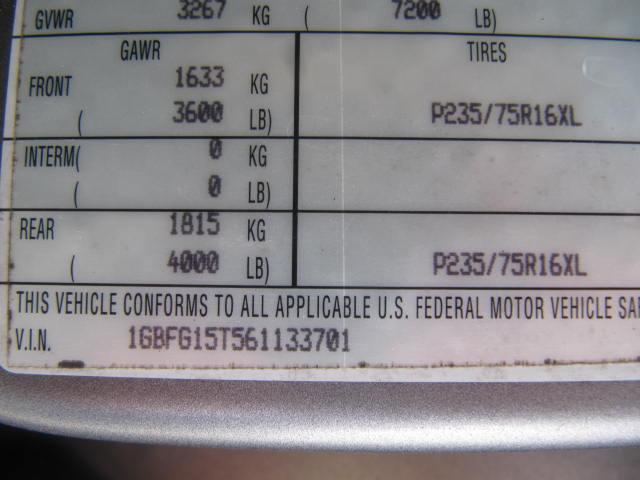 GVWR 3267 KG ( 7200 LB)
GAWR TIRES
FRONT 1633 KG
( 3600 LB) P235/75R16XL
INTERM( 0 KG
( 0 LB)
REAR 1815 KG
( 4000 LB) P235/75R16XL
THIS VEHICLE CONFORMS TO ALL APPLICABLE U.S. FEDERAL MOTOR VEHICLE SA
V.I.N. 1GBFG15T561133701